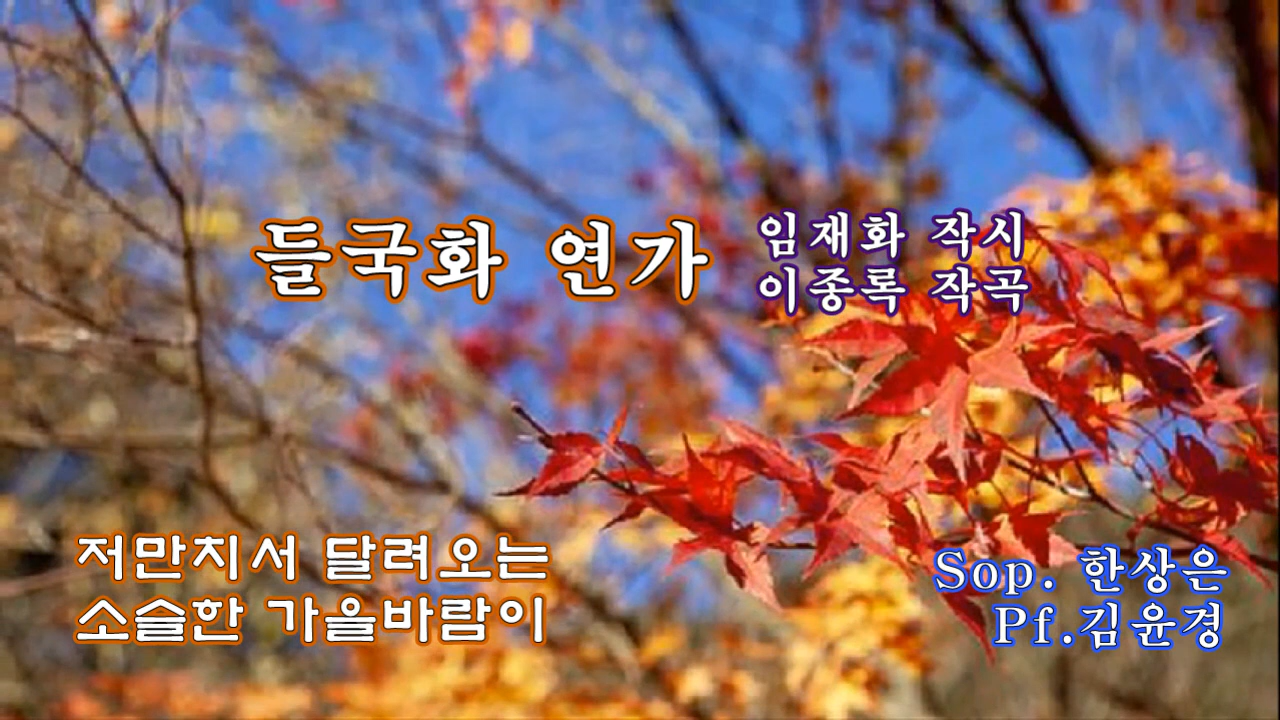 들국화 연가
임재화 작시
이종록 작곡
저만치서 달려오는
소슬한 가을바람이
Sop. 한상은
Pf.김윤경